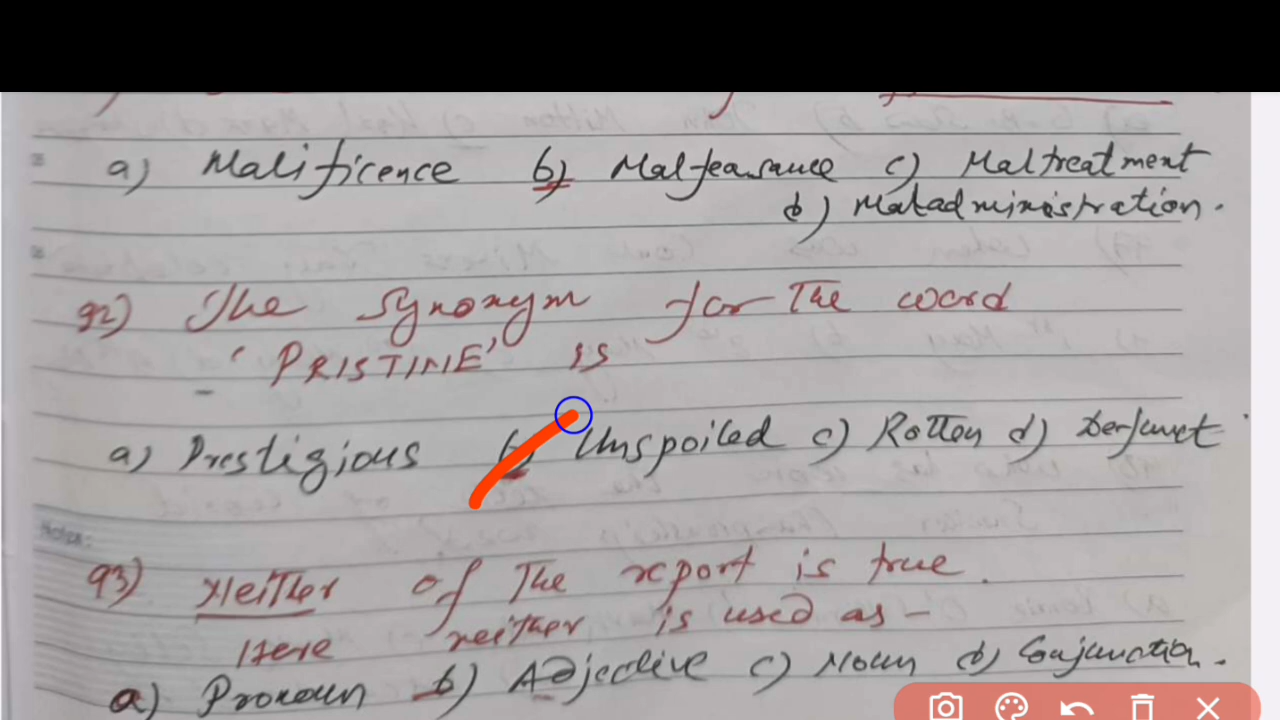 a) Malificence b) Malfeasance c) Maltreatment
d) Maladministration.
92) The Synonym for The word
'PRISTINE' is
a) Prestigious b) Unspoiled c) Rotten d) Defunct
Notes:
93) Neither of The report is true.
Here neither is used as -
a) Pronoun b) Adjective c) Noun d) Conjunction.